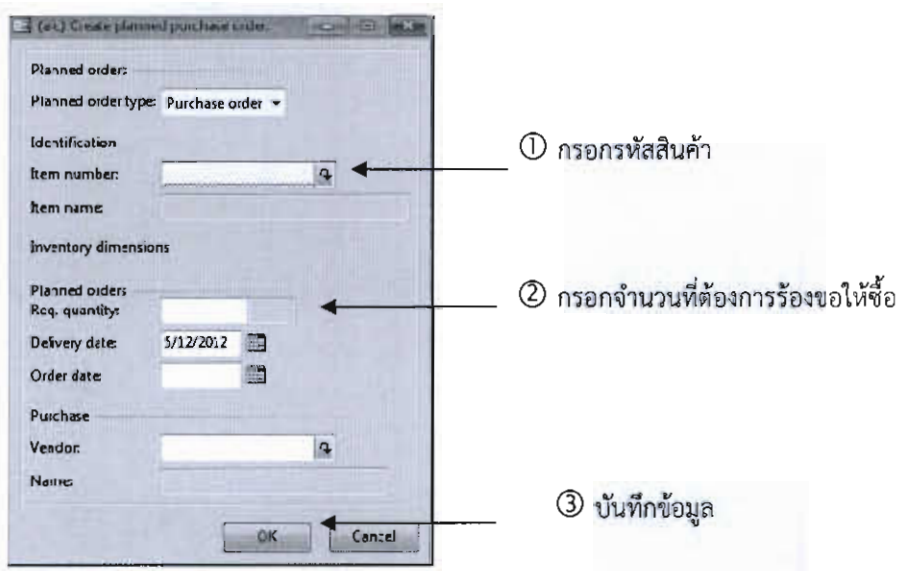 Create planned purchase order.
Planned orders
Planned order type: Purchase order
Identification
Item number:
① กรอกรหัสสินค้า
Item name:
Inventory dimensions
Planned orders
Req. quantity:
② กรอกจำนวนที่ต้องการร้องขอให้ซื้อ
Delivery date: 5/12/2012
Order date:
Purchase
Vendor:
Name:
③ บันทึกข้อมูล
OK Cancel